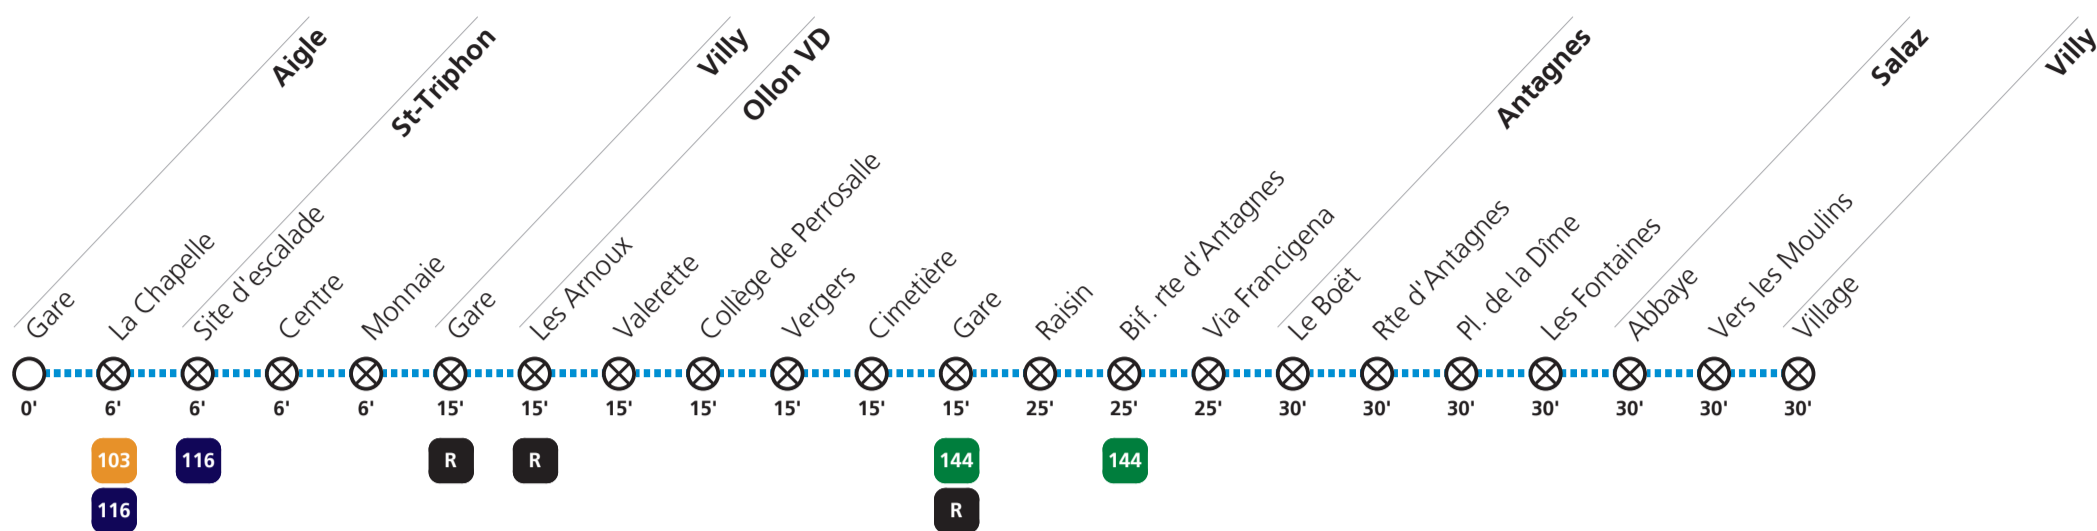 Aigle
St-Triphon
Villy
Ollon VD
Antagnes
Salaz
Villy
Gare
La Chapelle
Site d'escalade
Centre
Monnaie
Gare
Les Arnoux
Valerette
Collège de Perrosalle
Vergers
Cimetière
Gare
Raisin
Bif. rte d'Antagnes
Via Francigena
Le Boët
Rte d'Antagnes
Pl. de la Dîme
Les Fontaines
Abbaye
Vers les Moulins
Village
0' 6' 6' 6' 6' 15' 15' 15' 15' 15' 15' 15' 25' 25' 25' 30' 30' 30' 30' 30' 30' 30'
103 116 R R 144 144
116 R